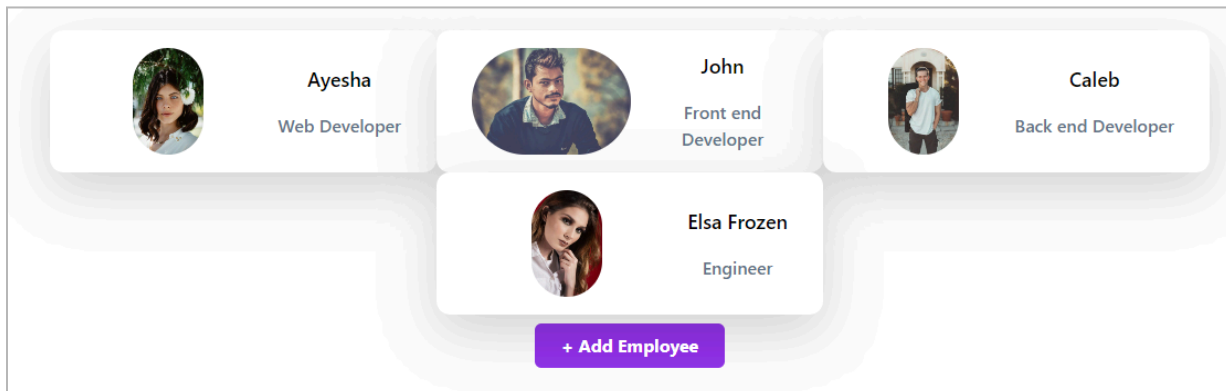 Ayesha
Web Developer
John
Front end
Developer
Caleb
Back end Developer
Elsa Frozen
Engineer
+ Add Employee